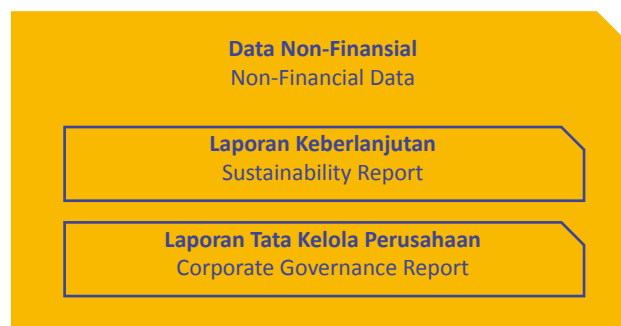 Data Non-Finansial
Non-Financial Data
Laporan Keberlanjutan
Sustainability Report
Laporan Tata Kelola Perusahaan
Corporate Governance Report